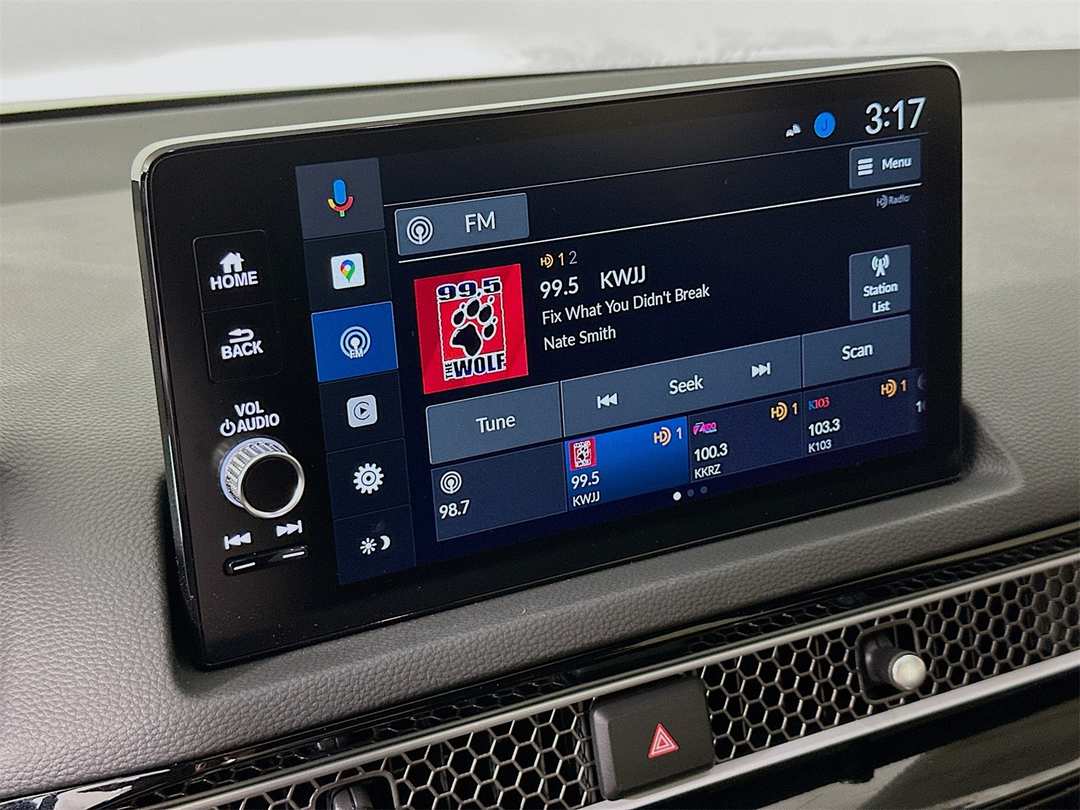 3:17
J
Menu
HD Radio
FM
HOME
HD 1 2
99.5 KWJJ
Fix What You Didn't Break
Nate Smith
Station
List
99.5
THE WOLF
BACK
FM
Tune
Seek
Scan
VOL
AUDIO
98.7
HD 1
99.5
KWJJ
HD 1
Z100
100.3
KKRZ
K103
HD 1
103.3
K103